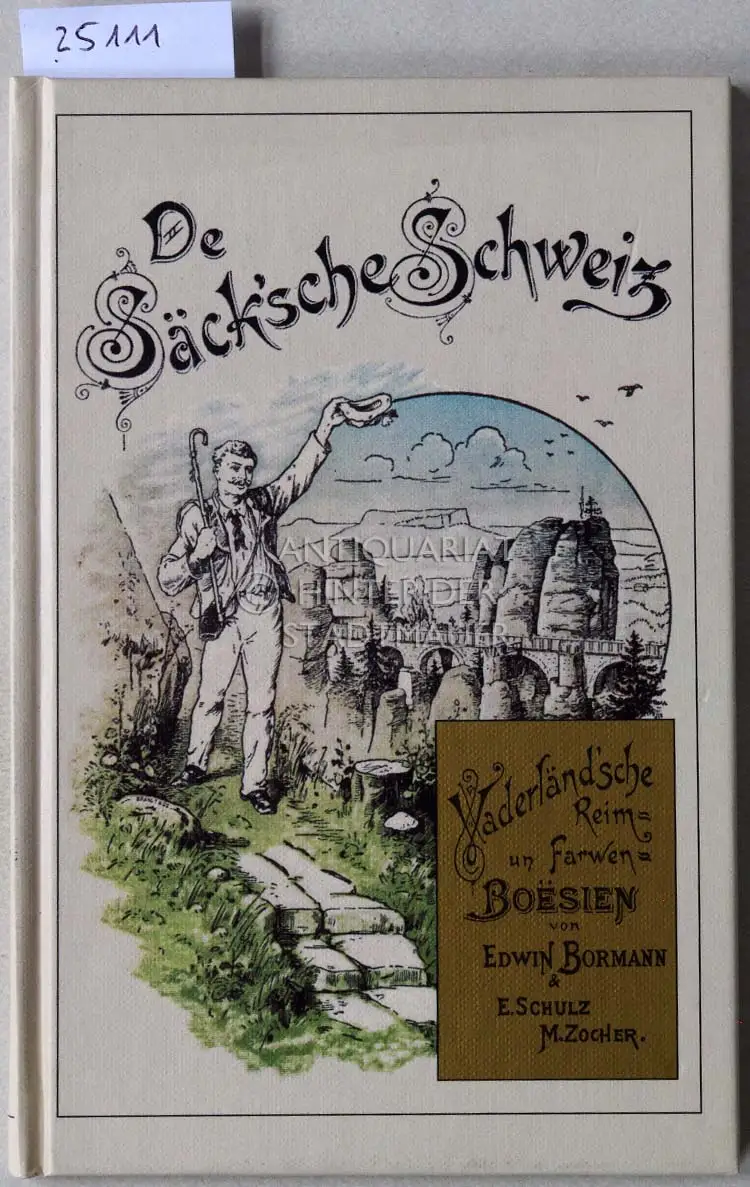 25111
De
Säck'sche Schweiz
ANTIQUARIAT
© HINTER DER
STADTMAUER
Vaderländ'sche
Reim=
un Farwen=
BOËSIEN
von
EDWIN BORMANN
&
E. SCHULZ
M. ZOCHER.